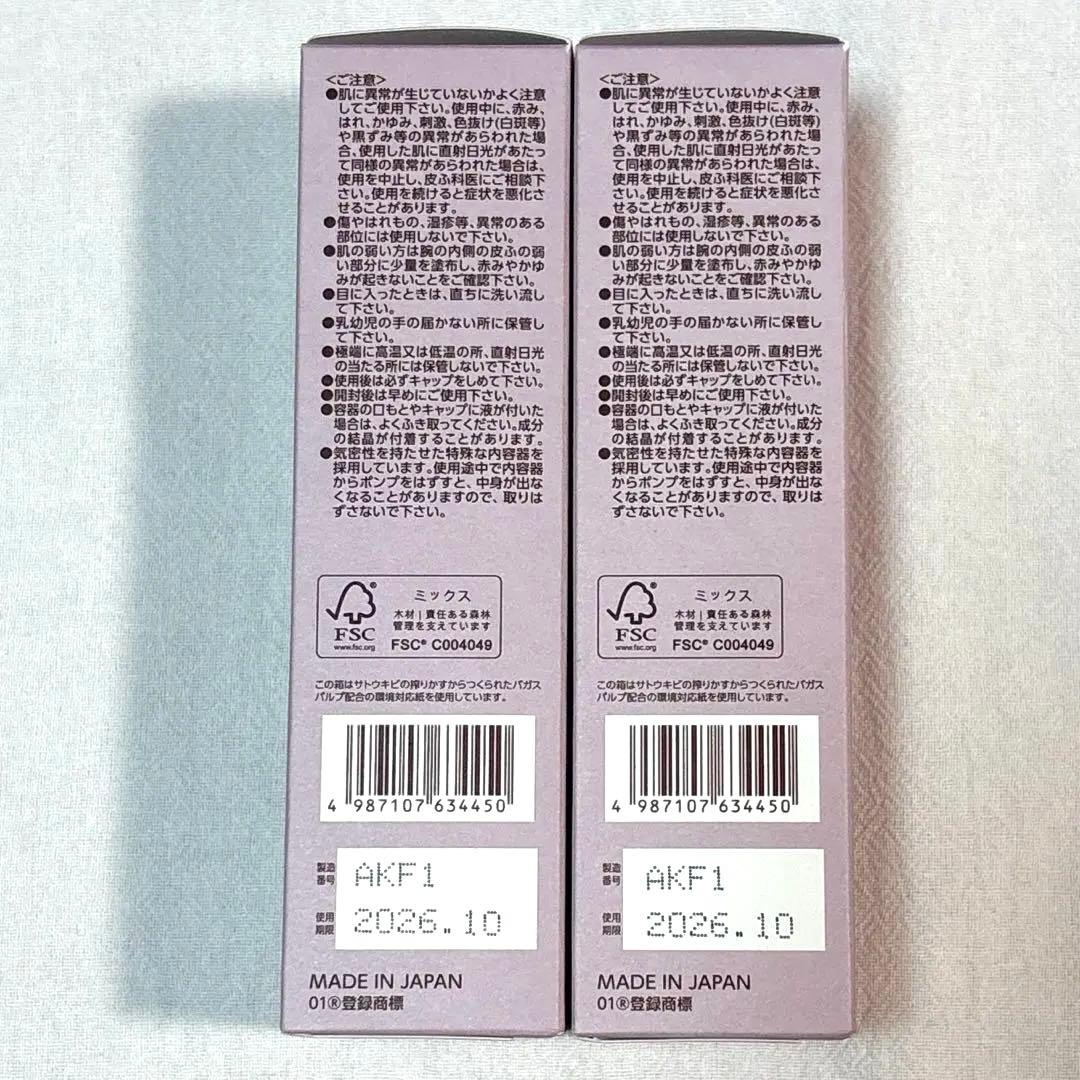 <ご注意>
●肌に異常が生じていないかよく注意
してご使用下さい。使用中に、赤み、
はれ、かゆみ、刺激、色抜け(白斑等)
や黒ずみ等の異常があらわれた場
合、使用した肌に直射日光があたっ
て同様の異常があらわれた場合は、
使用を中止し、皮ふ科医にご相談下
さい。使用を続けると症状を悪化さ
せることがあります。
●傷やはれもの、湿疹等、異常のある
部位には使用しないで下さい。
●肌の弱い方は腕の内側の皮ふの弱
い部分に少量を塗布し、赤みやかゆ
みが起きないことをご確認下さい。
●目に入ったときは、直ちに洗い流し
て下さい。
●乳幼児の手の届かない所に保管し
て下さい。
●極端に高温又は低温の所、直射日光
の当たる所には保管しないで下さい。
●使用後は必ずキャップをしめて下さい。
●開封後は早めにご使用下さい。
●容器の口もとやキャップに液が付いた
場合は、よくふき取ってください。成分
の結晶が付着することがあります。
●気密性を持たせた特殊な内容器を
採用しています。使用途中で内容器
からポンプをはずすと、中身が出な
くなることがありますので、取りは
ずさないで下さい。
FSC®
www.fsc.org
ミックス
木材|責任ある森林
管理を支えています
FSC® C004049
この箱はサトウキビの搾りかすからつくられたバガス
パルプ配合の環境対応紙を使用しています。
4 987107 634450
製造番号 AKF1
使用期限 2026.10
MADE IN JAPAN
01®登録商標
<ご注意>
●肌に異常が生じていないかよく注意
してご使用下さい。使用中に、赤み、
はれ、かゆみ、刺激、色抜け(白斑等)
や黒ずみ等の異常があらわれた場
合、使用した肌に直射日光があたっ
て同様の異常があらわれた場合は、
使用を中止し、皮ふ科医にご相談下
さい。使用を続けると症状を悪化さ
せることがあります。
●傷やはれもの、湿疹等、異常のある
部位には使用しないで下さい。
●肌の弱い方は腕の内側の皮ふの弱
い部分に少量を塗布し、赤みやかゆ
みが起きないことをご確認下さい。
●目に入ったときは、直ちに洗い流し
て下さい。
●乳幼児の手の届かない所に保管し
て下さい。
●極端に高温又は低温の所、直射日光
の当たる所には保管しないで下さい。
●使用後は必ずキャップをしめて下さい。
●開封後は早めにご使用下さい。
●容器の口もとやキャップに液が付いた
場合は、よくふき取ってください。成分
の結晶が付着することがあります。
●気密性を持たせた特殊な内容器を
採用しています。使用途中で内容器
からポンプをはずすと、中身が出な
くなることがありますので、取りは
ずさないで下さい。
FSC®
www.fsc.org
ミックス
木材|責任ある森林
管理を支えています
FSC® C004049
この箱はサトウキビの搾りかすからつくられたバガス
パルプ配合の環境対応紙を使用しています。
4 987107 634450
製造番号 AKF1
使用期限 2026.10
MADE IN JAPAN
01®登録商標